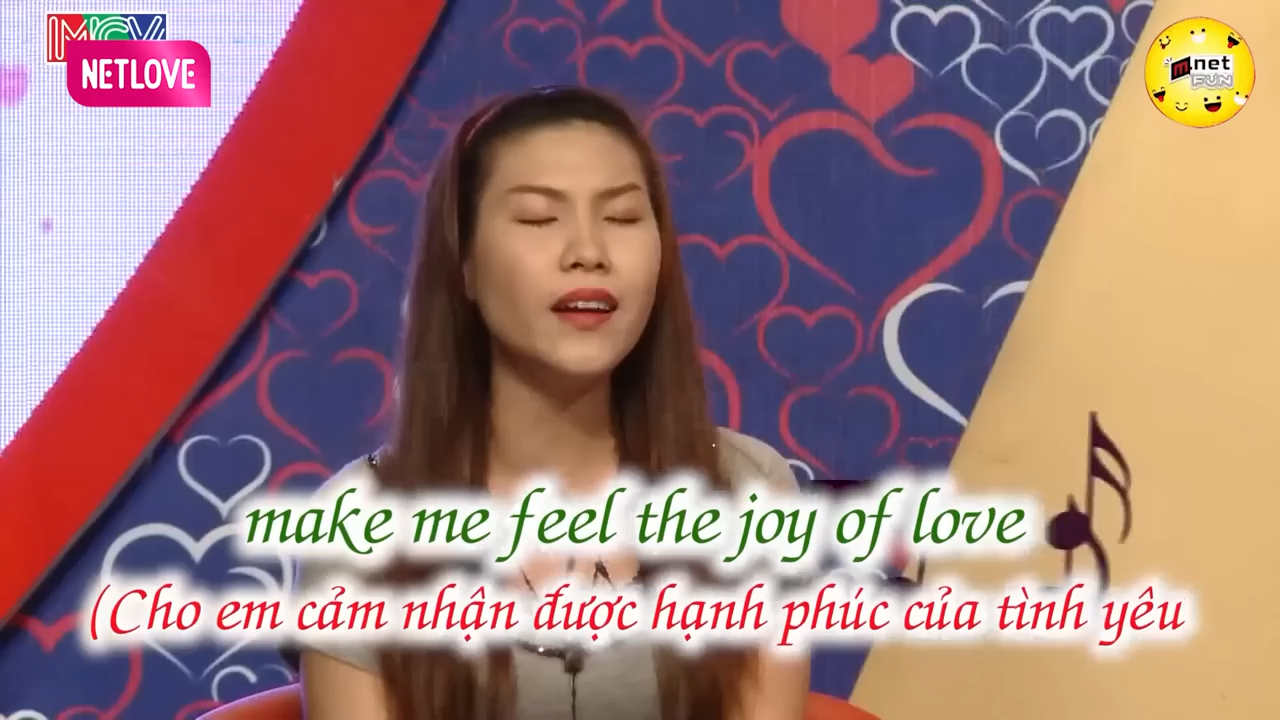 MCV
NETLOVE
mnet
FUN
make me feel the joy of love
(Cho em cảm nhận được hạnh phúc của tình yêu